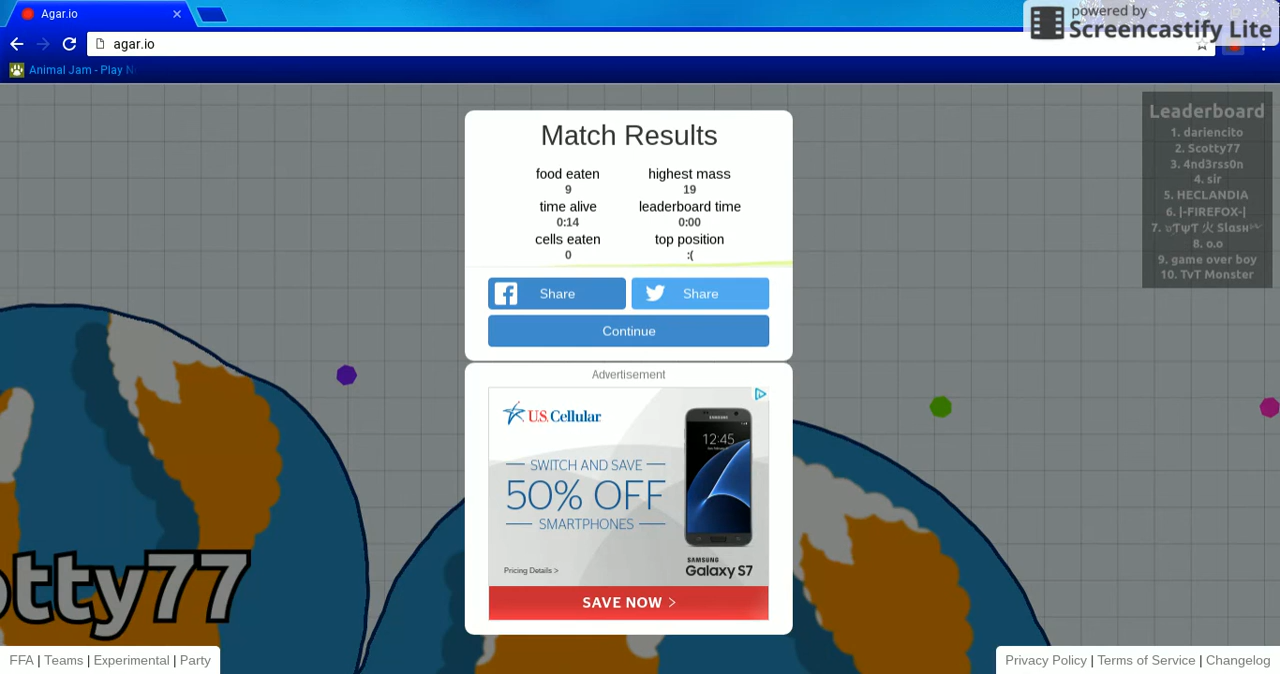 Agar.io
powered by
Screencastify Lite
agar.io
Animal Jam - Play N
Match Results
food eaten
highest mass
9
19
time alive
leaderboard time
0:14
0:00
cells eaten
top position
0
:(
Share
Share
Continue
Advertisement
U.S. Cellular
SWITCH AND SAVE
50% OFF
SMARTPHONES
SAMSUNG
12:45
SAMSUNG
Galaxy S7
Pricing Details >
SAVE NOW >
Leaderboard
1. dariencito
2. Scotty77
3. 4nd3rss0n
4. sir
5. HECLANDIA
6. |-FIREFOX-|
7. 火
8. o.o
9. game over boy
10. TvT Monster
otty77
FFA | Teams | Experimental | Party
Privacy Policy | Terms of Service | Changelog